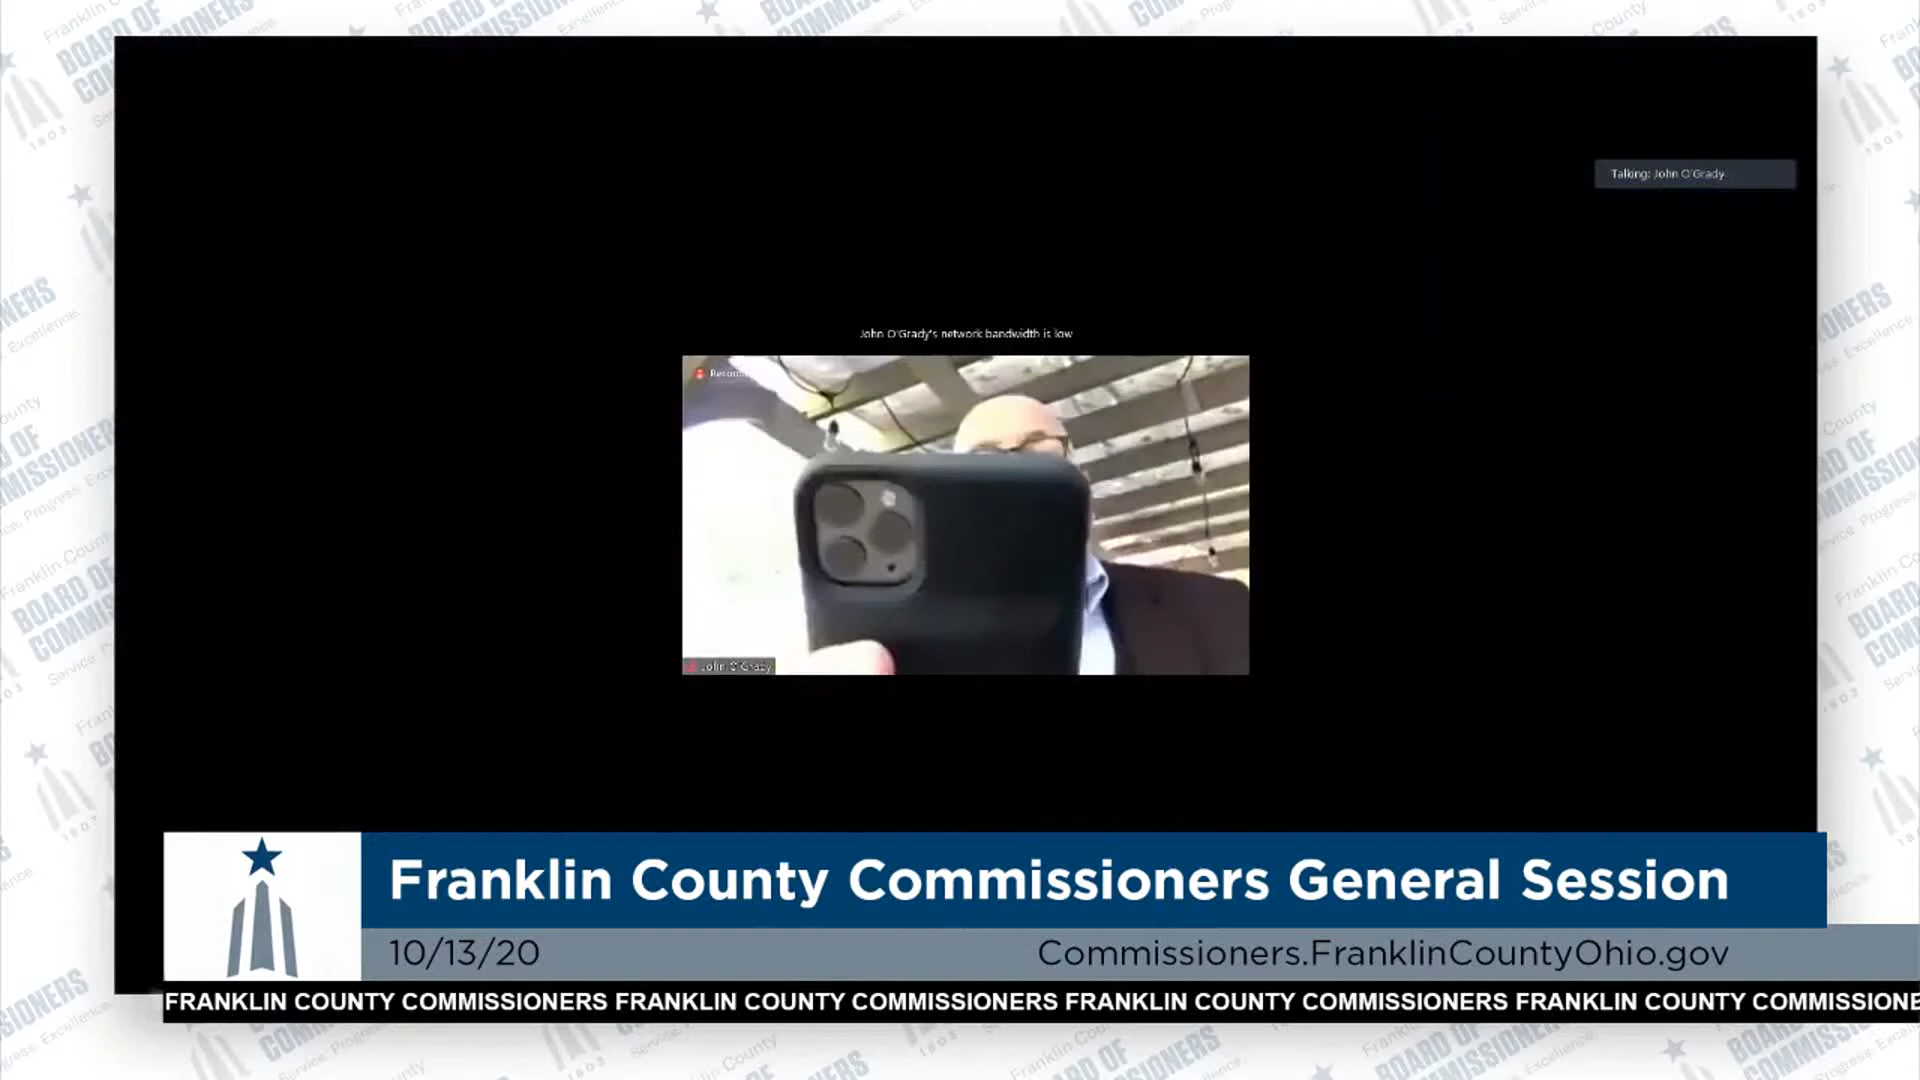 Talking: John O'Grady
John O'Grady's network bandwidth is low
John O'Grady
Franklin County Commissioners General Session
10/13/20
Commissioners.FranklinCountyOhio.gov
FRANKLIN COUNTY COMMISSIONERS FRANKLIN COUNTY COMMISSIONERS FRANKLIN COUNTY COMMISSIONERS FRANKLIN COUNTY COMMISSIONE